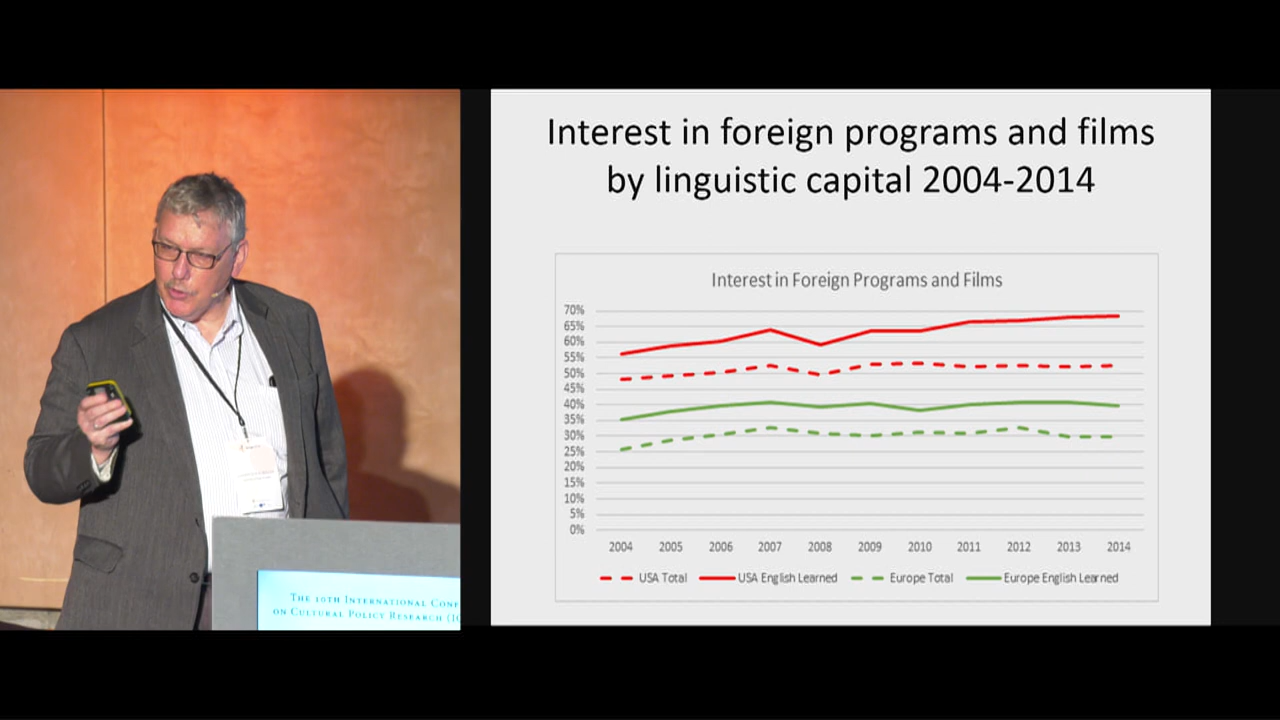 Interest in foreign programs and films
by linguistic capital 2004-2014
Interest in Foreign Programs and Films
70%
65%
60%
55%
50%
45%
40%
35%
30%
25%
20%
15%
10%
5%
0%
2004 2005 2006 2007 2008 2009 2010 2011 2012 2013 2014
USA Total USA English Learned Europe Total Europe English Learned
The 10th International Conf
on Cultural Policy Research (IC